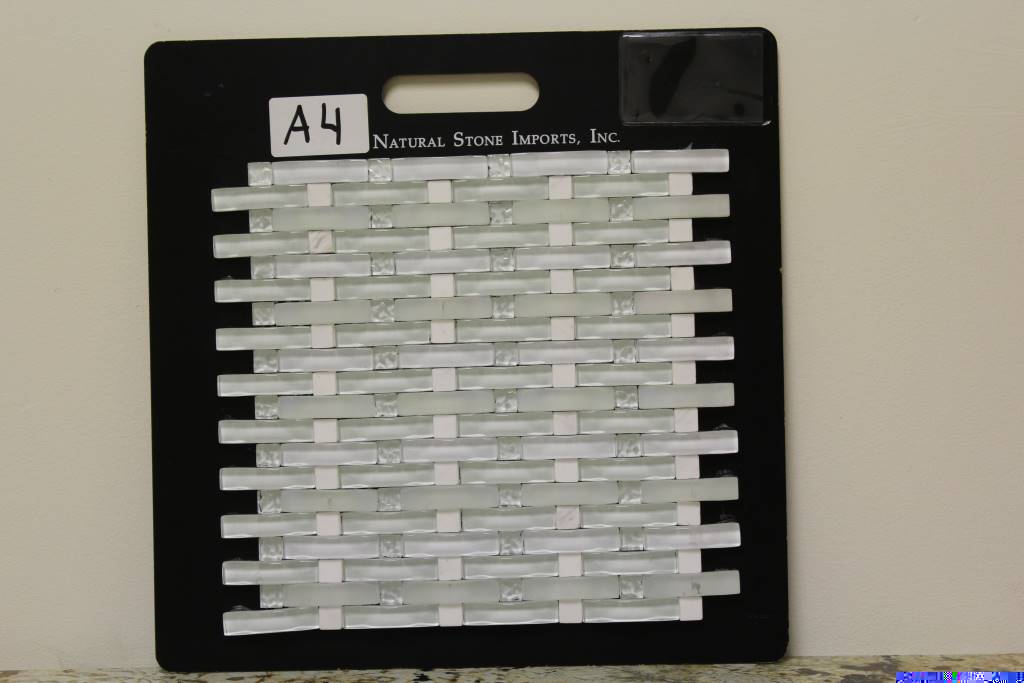 A4
NATURAL STONE IMPORTS, INC.